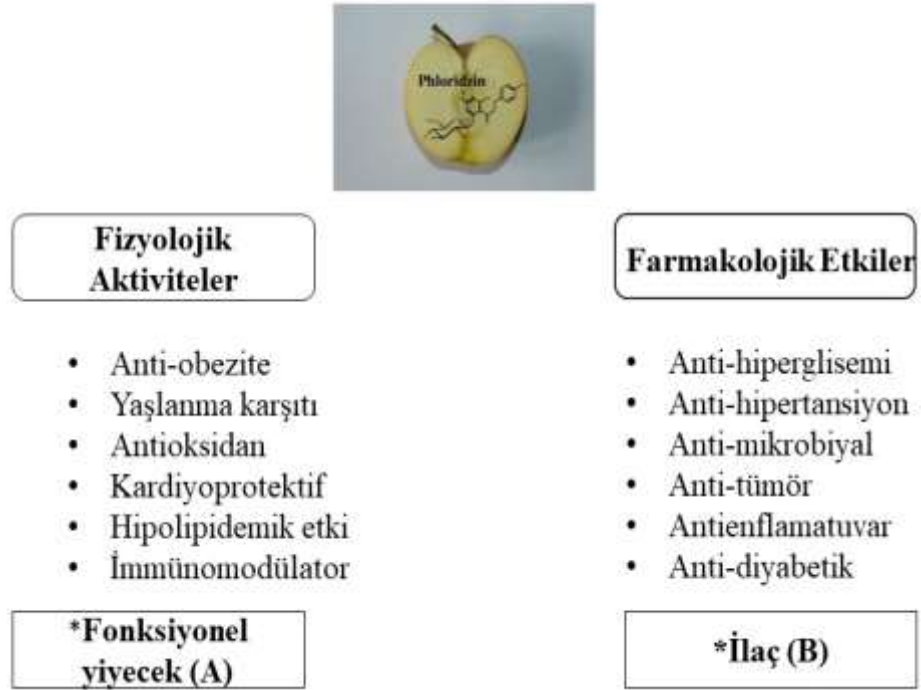 Phloridzin
Fizyolojik
Aktiviteler
• Anti-obezite
• Yaşlanma karşıtı
• Antioksidan
• Kardiyoprotektif
• Hipolipidemik etki
• İmmünomodülator
*Fonksiyonel
yiyecek (A)
Farmakolojik Etkiler
• Anti-hiperglisemi
• Anti-hipertansiyon
• Anti-mikrobiyal
• Anti-tümör
• Antienflamatuvar
• Anti-diyabetik
*İlaç (B)